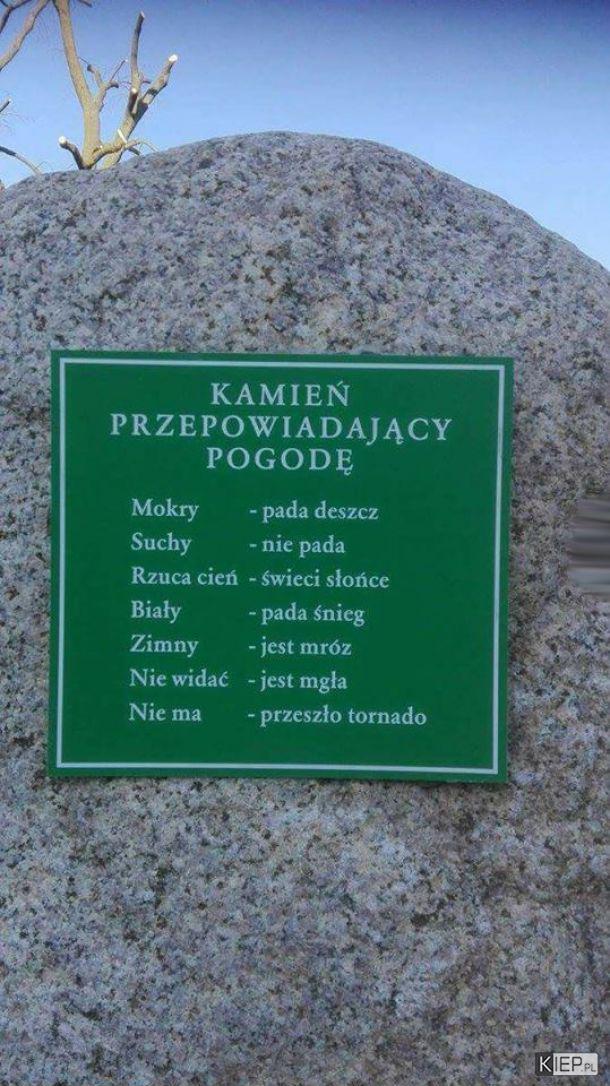 KAMIEŃ
PRZEPOWIADAJĄCY
POGODĘ
Mokry - pada deszcz
Suchy - nie pada
Rzuca cień - świeci słońce
Biały - pada śnieg
Zimny - jest mróz
Nie widać - jest mgła
Nie ma - przeszło tornado
KIEP.PL